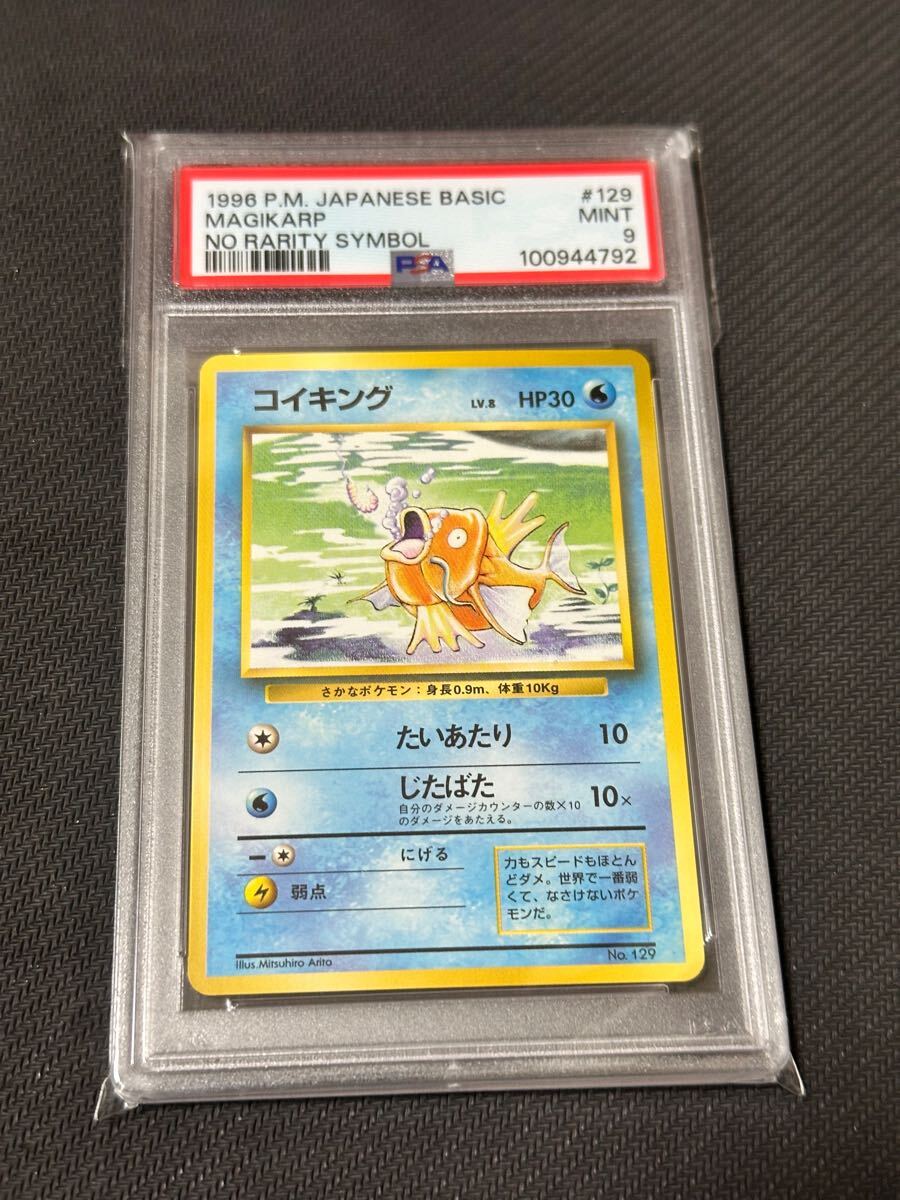 1996 P.M. JAPANESE BASIC #129
MAGIKARP MINT
NO RARITY SYMBOL 9
PSA 100944792
コイキング LV.8 HP30
さかなポケモン：身長0.9m、体重10Kg
たいあたり 10
じたばた 10×
自分のダメージカウンターの数×10
のダメージをあたえる。
ー にげる
弱点
力もスピードもほとん
どダメ。世界で一番弱
くて、なさけないポケ
モンだ。
Illus.Mitsuhiro Arita No. 129